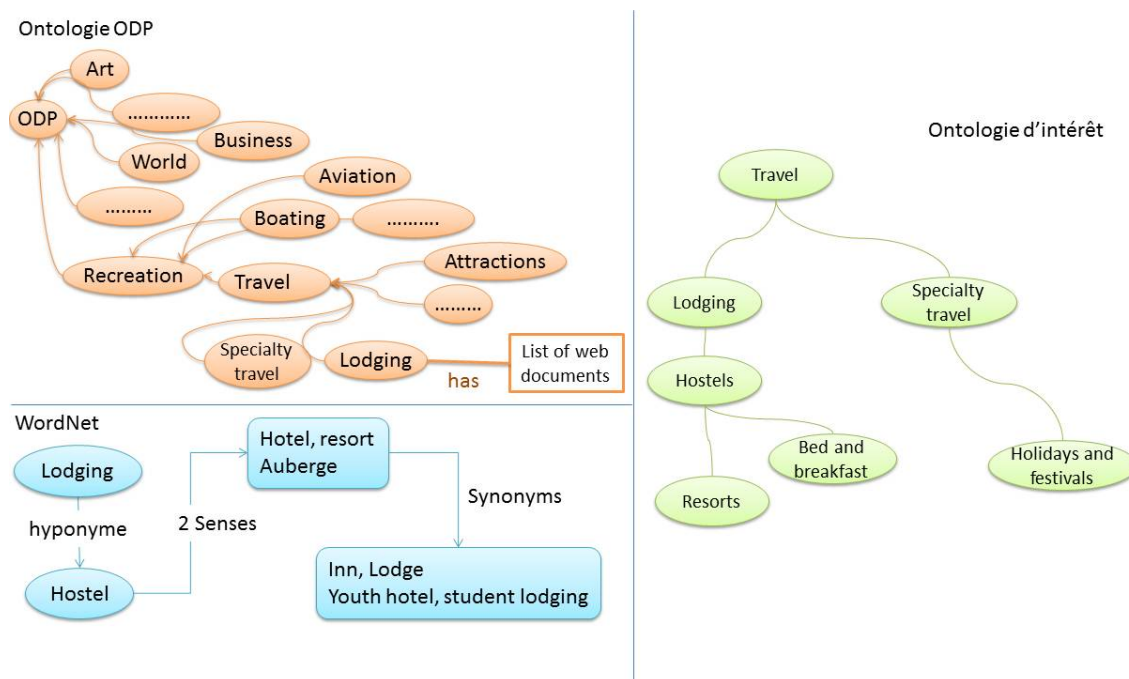 Ontologie ODP
Art
ODP
.............
Business
World
Aviation
.........
Boating
..........
Recreation
Travel
Attractions
.........
Specialty
travel
Lodging
has
List of web
documents
WordNet
Lodging
hyponyme
Hostel
2 Senses
Hotel, resort
Auberge
Synonyms
Inn, Lodge
Youth hotel, student lodging
Ontologie d'intérêt
Travel
Lodging
Specialty
travel
Hostels
Bed and
breakfast
Resorts
Holidays and
festivals